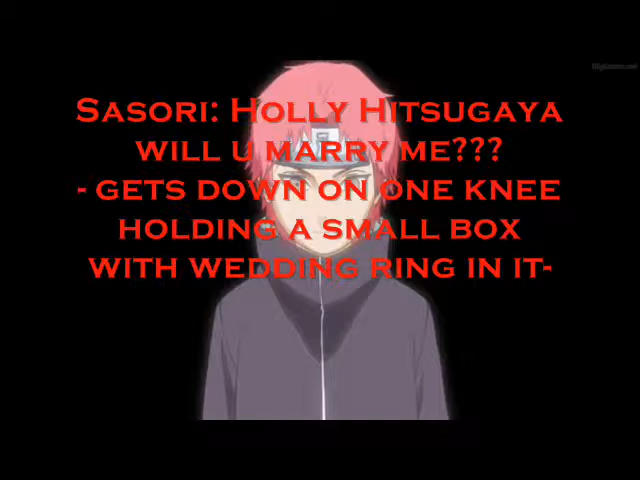 Sasori: Holly Hitsugaya
will u marry me???
- gets down on one knee
holding a small box
with wedding ring in it-